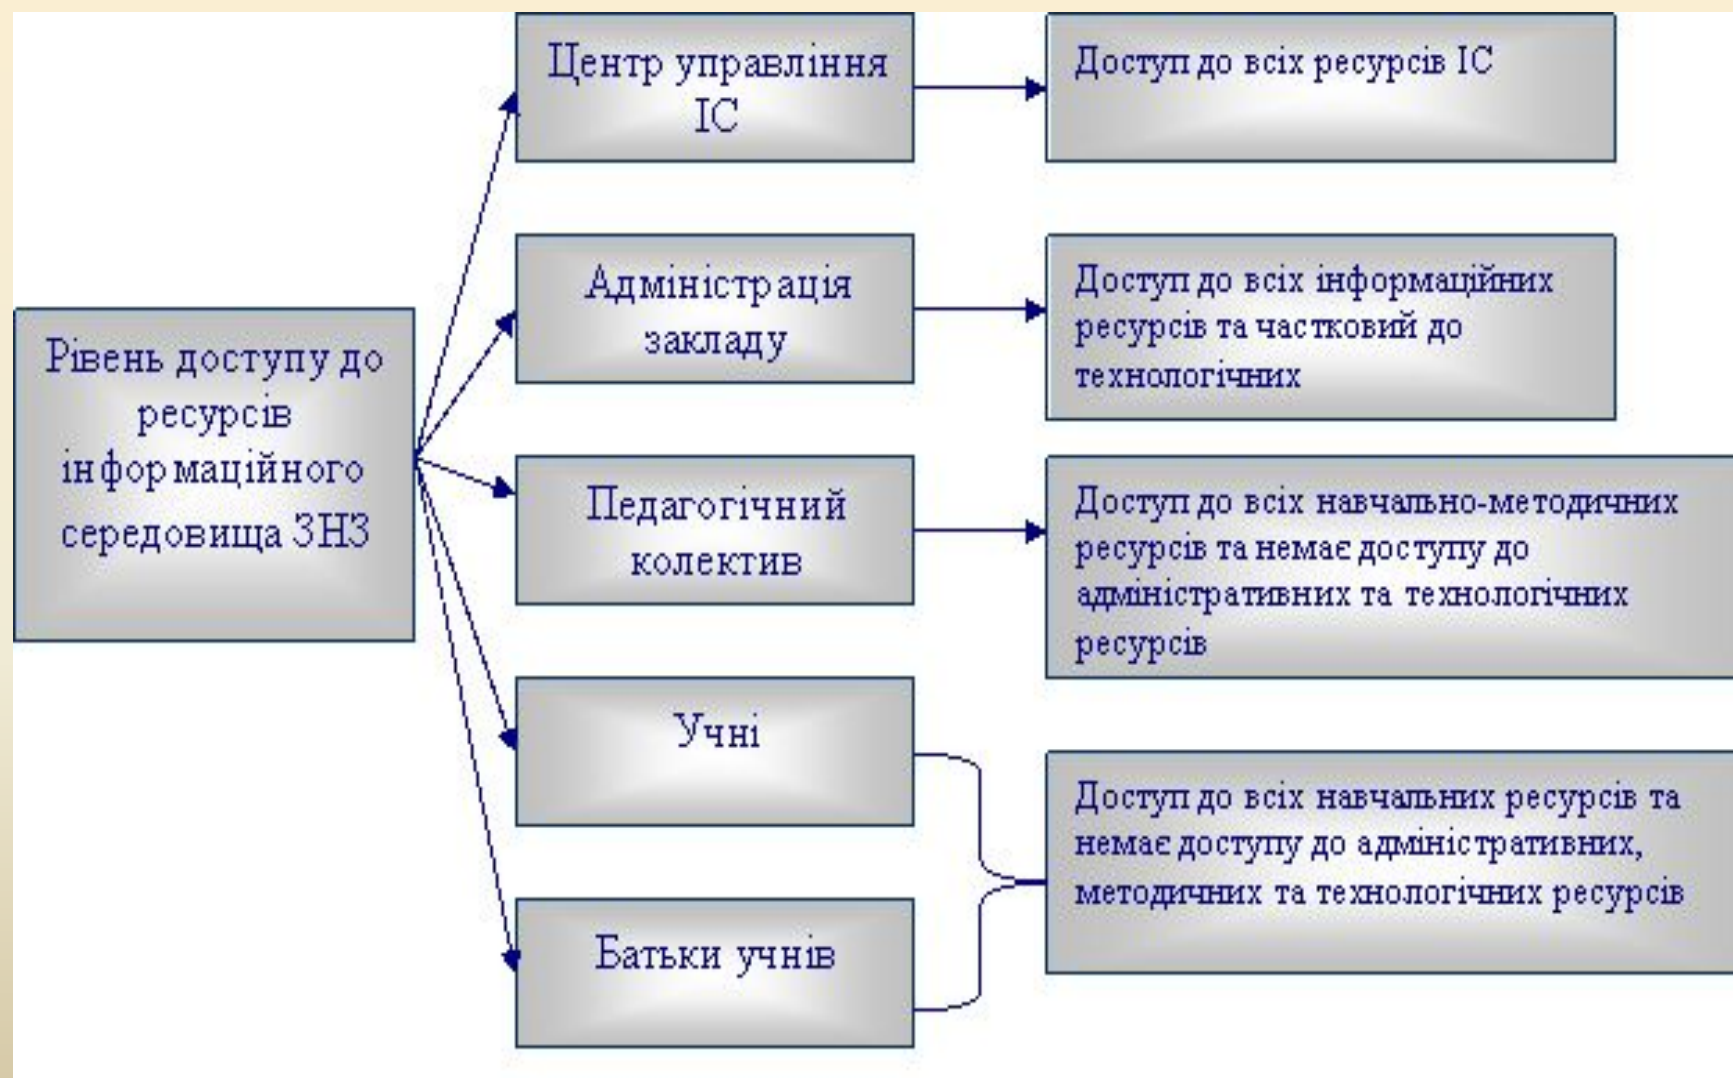 Центр управління
ІС
Доступ до всіх ресурсів ІС
Адміністрація
закладу
Доступ до всіх інформаційних
ресурсів та частковий до
технологічних
Рівень доступу до
ресурсів
інформаційного
середовища ЗНЗ
Педагогічний
колектив
Доступ до всіх навчально-методичних
ресурсів та немає доступу до
адміністративних та технологічних
ресурсів
Учні
Батьки учнів
Доступ до всіх навчальних ресурсів та
немає доступу до адміністративних,
методичних та технологічних ресурсів